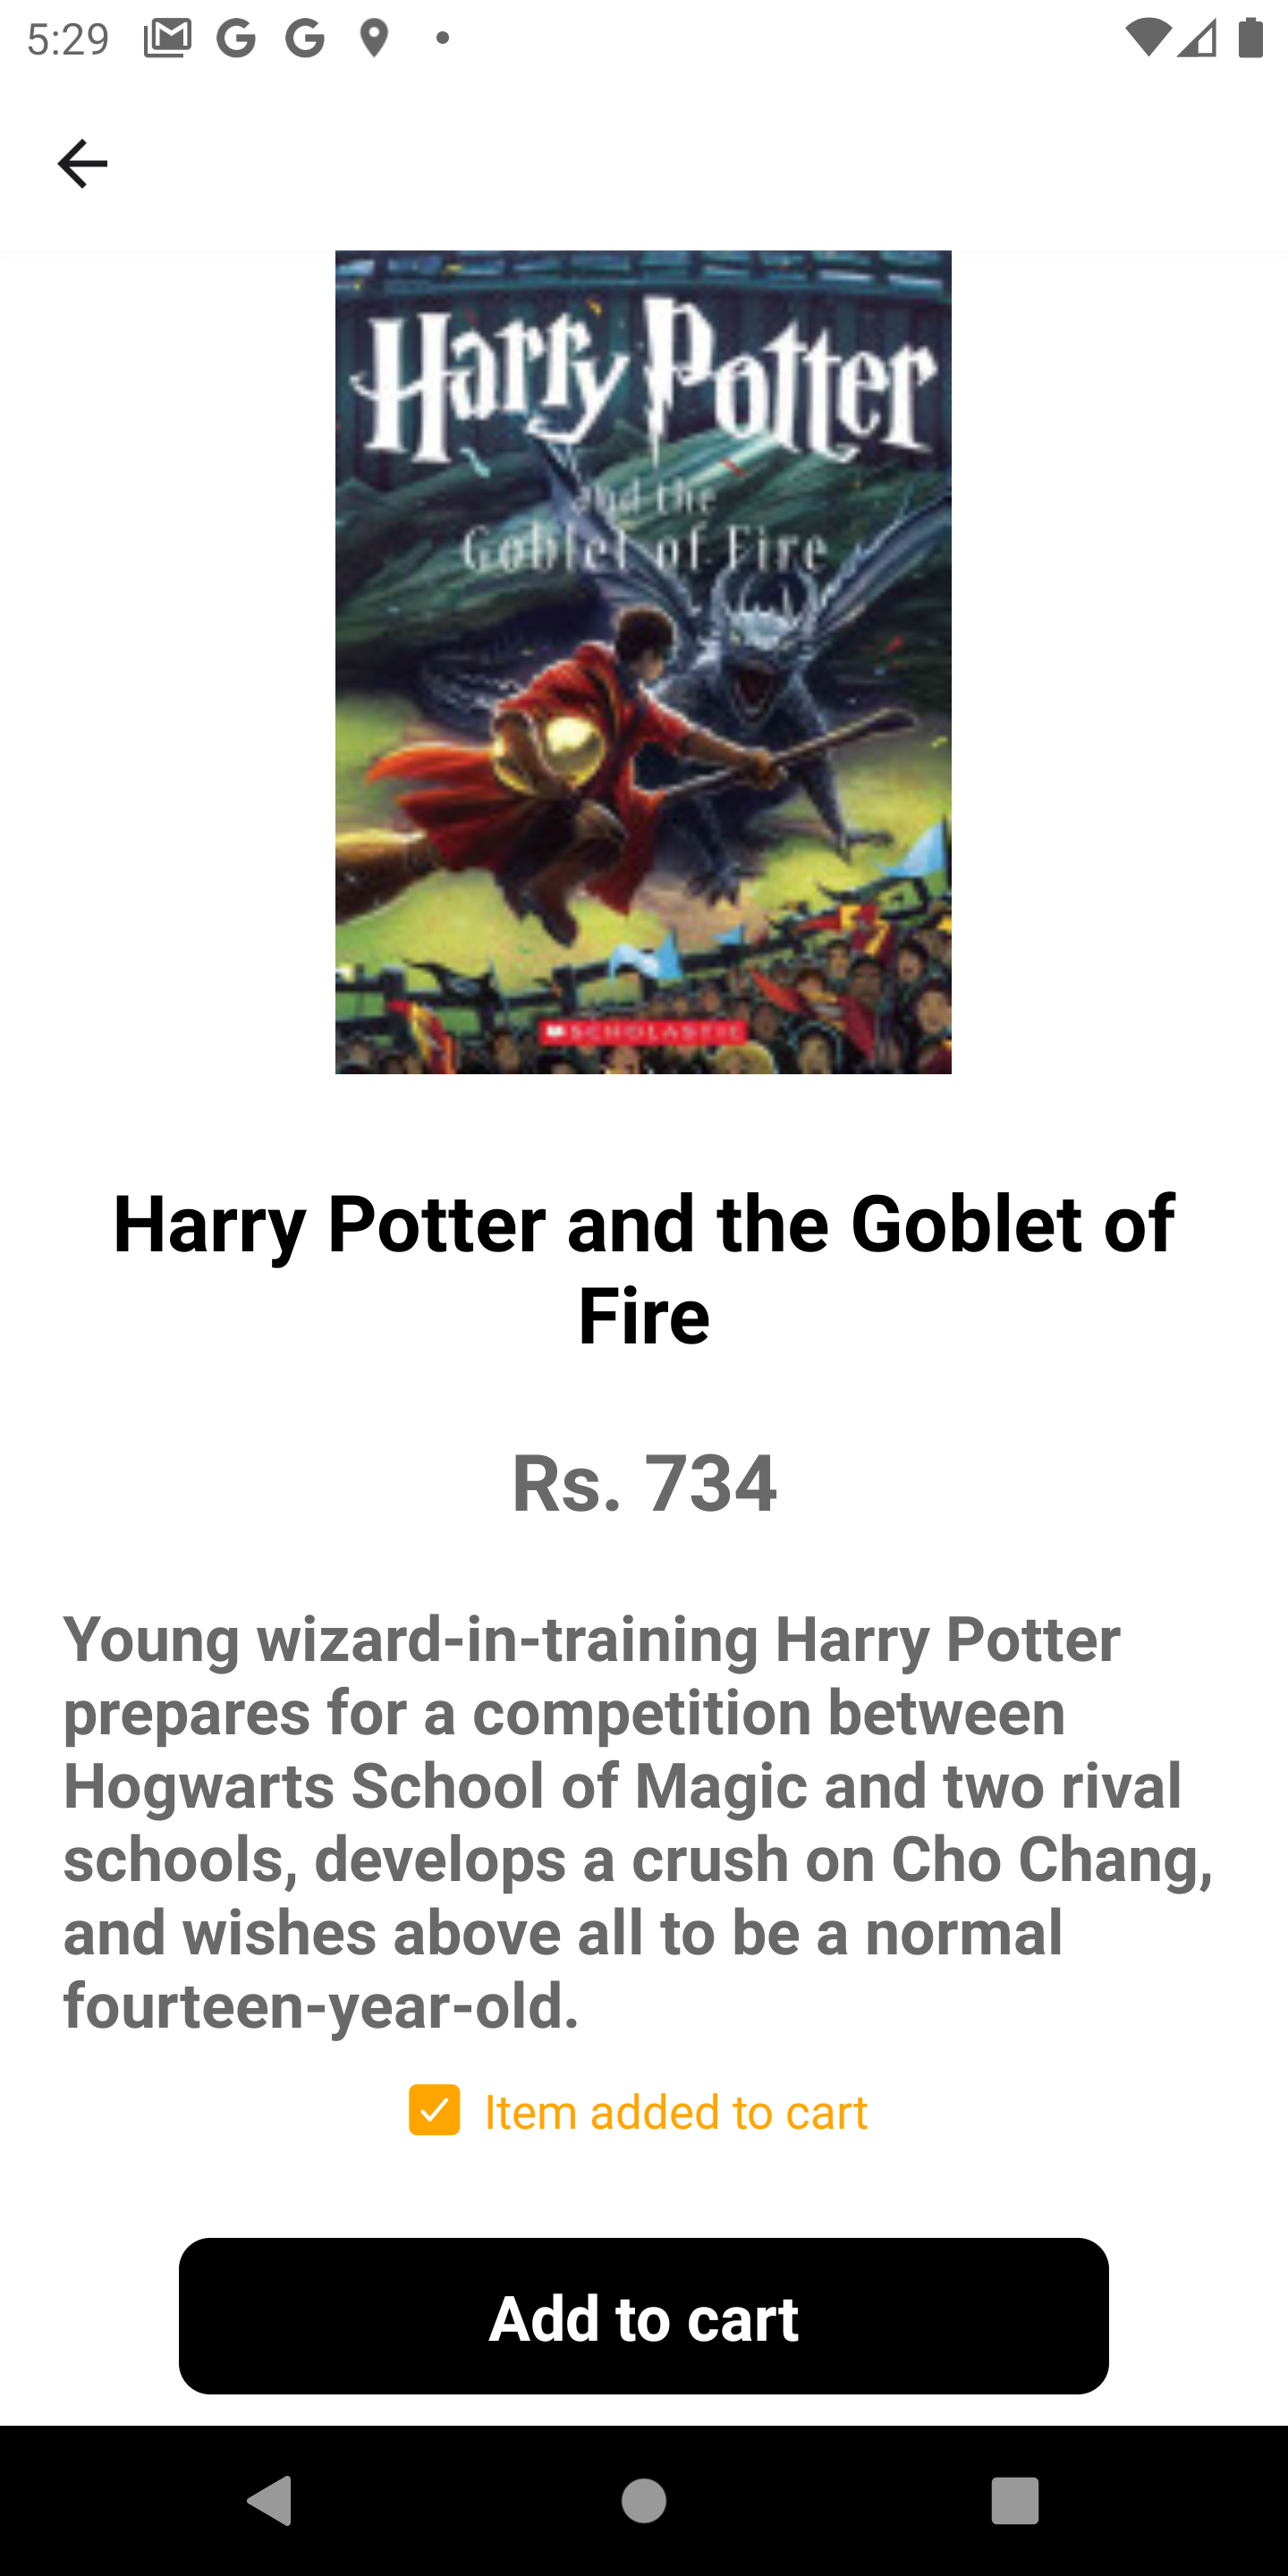 5:29
Harry Potter
and the
Goblet of Fire
SCHOLASTIC
Harry Potter and the Goblet of
Fire
Rs. 734
Young wizard-in-training Harry Potter
prepares for a competition between
Hogwarts School of Magic and two rival
schools, develops a crush on Cho Chang,
and wishes above all to be a normal
fourteen-year-old.
Item added to cart
Add to cart